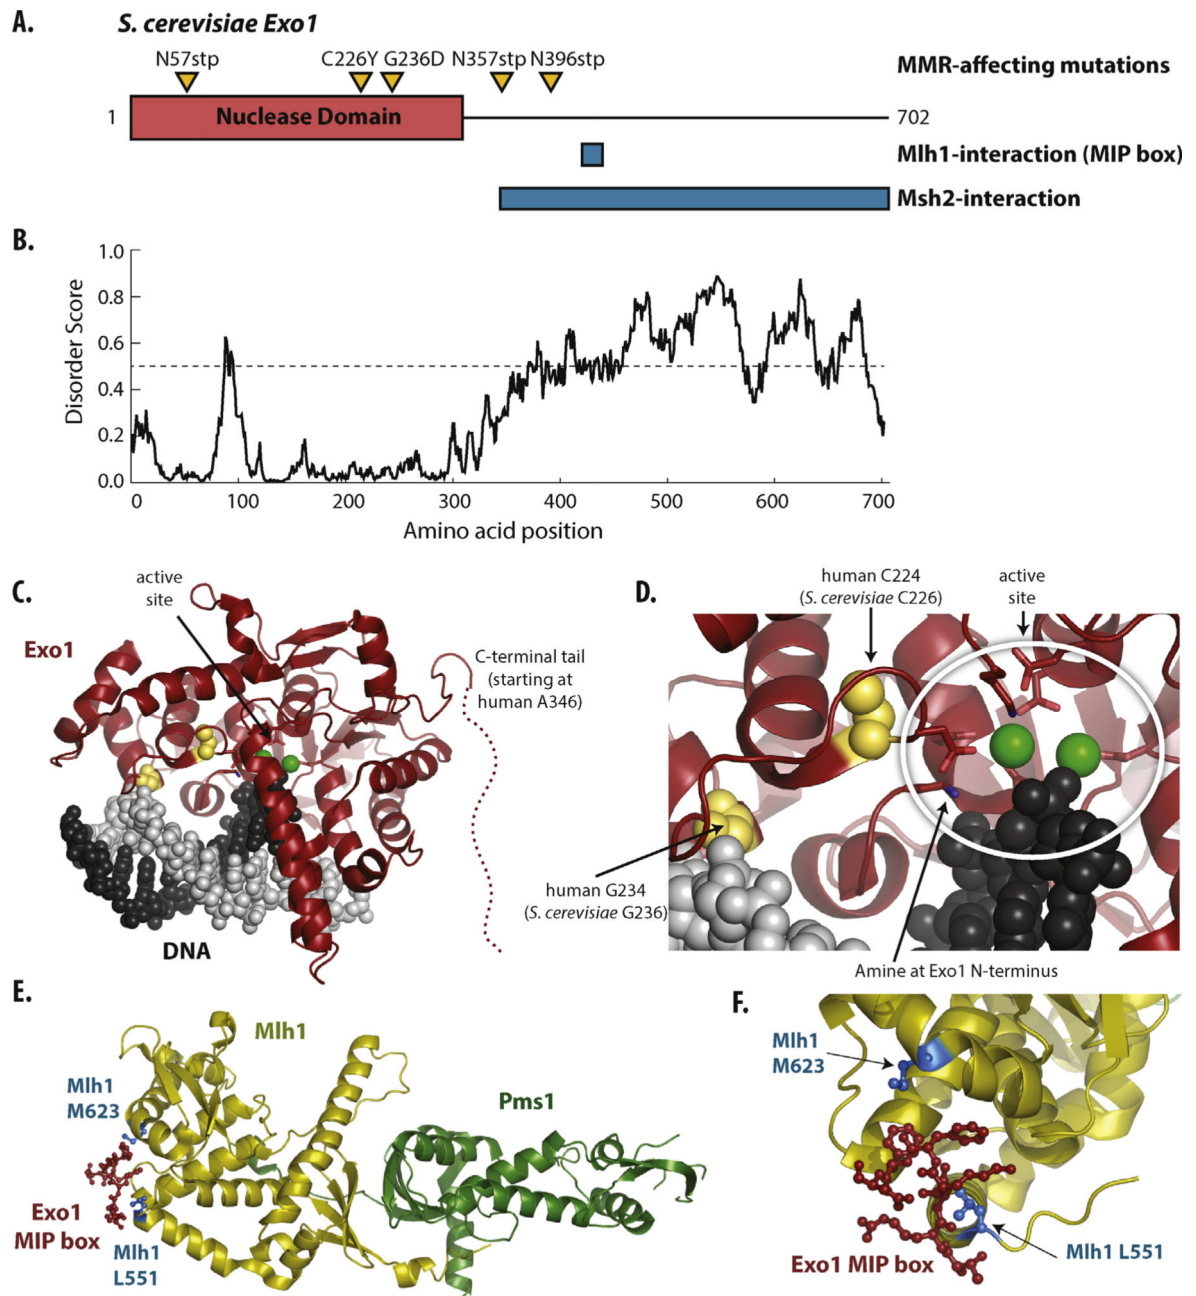 A.
S. cerevisiae Exo1
N57stp
C226Y
G236D
N357stp
N396stp
MMR-affecting mutations
1
Nuclease Domain
702
Mlh1-interaction (MIP box)
Msh2-interaction
B.
1.0
0.8
0.6
0.4
0.2
0.0
Disorder Score
0
100
200
300
400
500
600
700
Amino acid position
C.
active
site
Exo1
C-terminal tail
(starting at
human A346)
DNA
D.
human C224
(S. cerevisiae C226)
active
site
human G234
(S. cerevisiae G236)
Amine at Exo1 N-terminus
E.
Mlh1
Mlh1
M623
Pms1
Exo1
MIP box
Mlh1
L551
F.
Mlh1
M623
Exo1 MIP box
Mlh1 L551